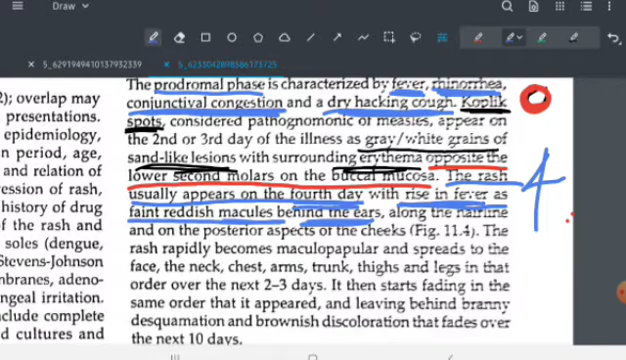 Draw
5_6291949410137932339
5_6233042898586173725
2); overlap may
presentations.
epidemiology,
n period, age,
and relation of
ession of rash,
history of drug
of the rash and
soles (dengue,
Stevens-Johnson
mbranes, adeno-
ngeal irritation.
nclude complete
d cultures and
The prodromal phase is characterized by fever, rhinorrhea,
conjunctival congestion and a dry hacking cough. Koplik
spots, considered pathognomonic of measles, appear on
the 2nd or 3rd day of the illness as gray/white grains of
sand-like lesions with surrounding erythema opposite the
lower second molars on the buccal mucosa. The rash
usually appears on the fourth day with rise in fever as
faint reddish macules behind the ears, along the hairline
and on the posterior aspects of the cheeks (Fig. 11.4). The
rash rapidly becomes maculopapular and spreads to the
face, the neck, chest, arms, trunk, thighs and legs in that
order over the next 2–3 days. It then starts fading in the
same order that it appeared, and leaving behind branny
desquamation and brownish discoloration that fades over
the next 10 days.
4